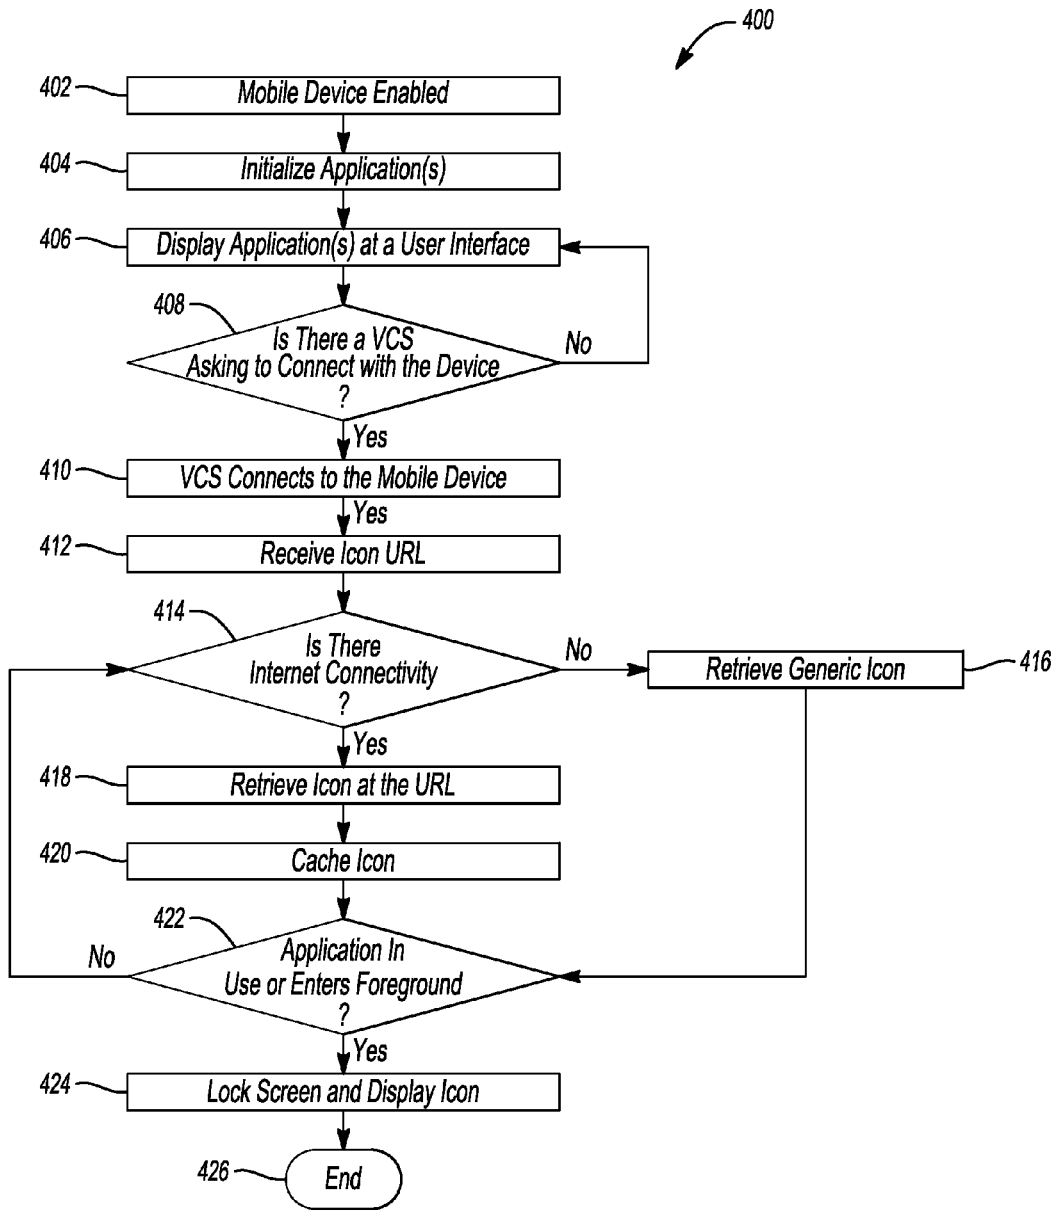 400
402
Mobile Device Enabled
404
Initialize Application(s)
406
Display Application(s) at a User Interface
408
Is There a VCS
Asking to Connect with the Device
?
No
Yes
410
VCS Connects to the Mobile Device
Yes
412
Receive Icon URL
414
Is There
Internet Connectivity
?
No
Retrieve Generic Icon
416
Yes
418
Retrieve Icon at the URL
420
Cache Icon
422
Application In
Use or Enters Foreground
?
No
Yes
424
Lock Screen and Display Icon
426
End